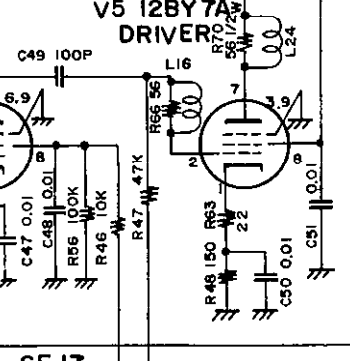 V5 12BY7A
DRIVER
R70
56 1/2W
L24
C49 100P
L16
R66 56
7
6,9
3,9
2
8
8
1
R47 47K
R46 10K
R56 100K
C48 0.01
C47 0.01
R63
22
R48 150
C50 0.01
C51 0.01